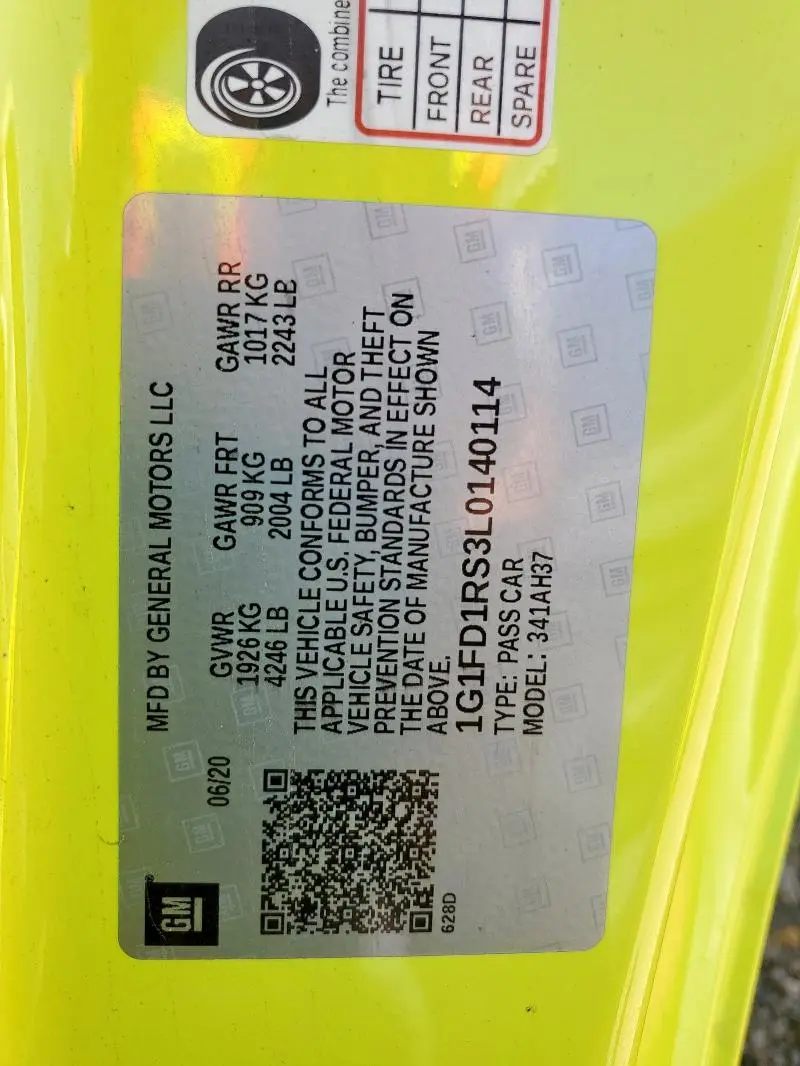 MFD BY GENERAL MOTORS LLC
06/20
GVWR GAWR FRT GAWR RR
1926 KG 909 KG 1017 KG
4246 LB 2004 LB 2243 LB
THIS VEHICLE CONFORMS TO ALL
APPLICABLE U.S. FEDERAL MOTOR
VEHICLE SAFETY, BUMPER, AND THEFT
PREVENTION STANDARDS IN EFFECT ON
THE DATE OF MANUFACTURE SHOWN
ABOVE.
1G1FD1RS3L0140114
TYPE: PASS CAR
MODEL: 341AH37
GM
628D
The combine
TIRE
FRONT
REAR
SPARE